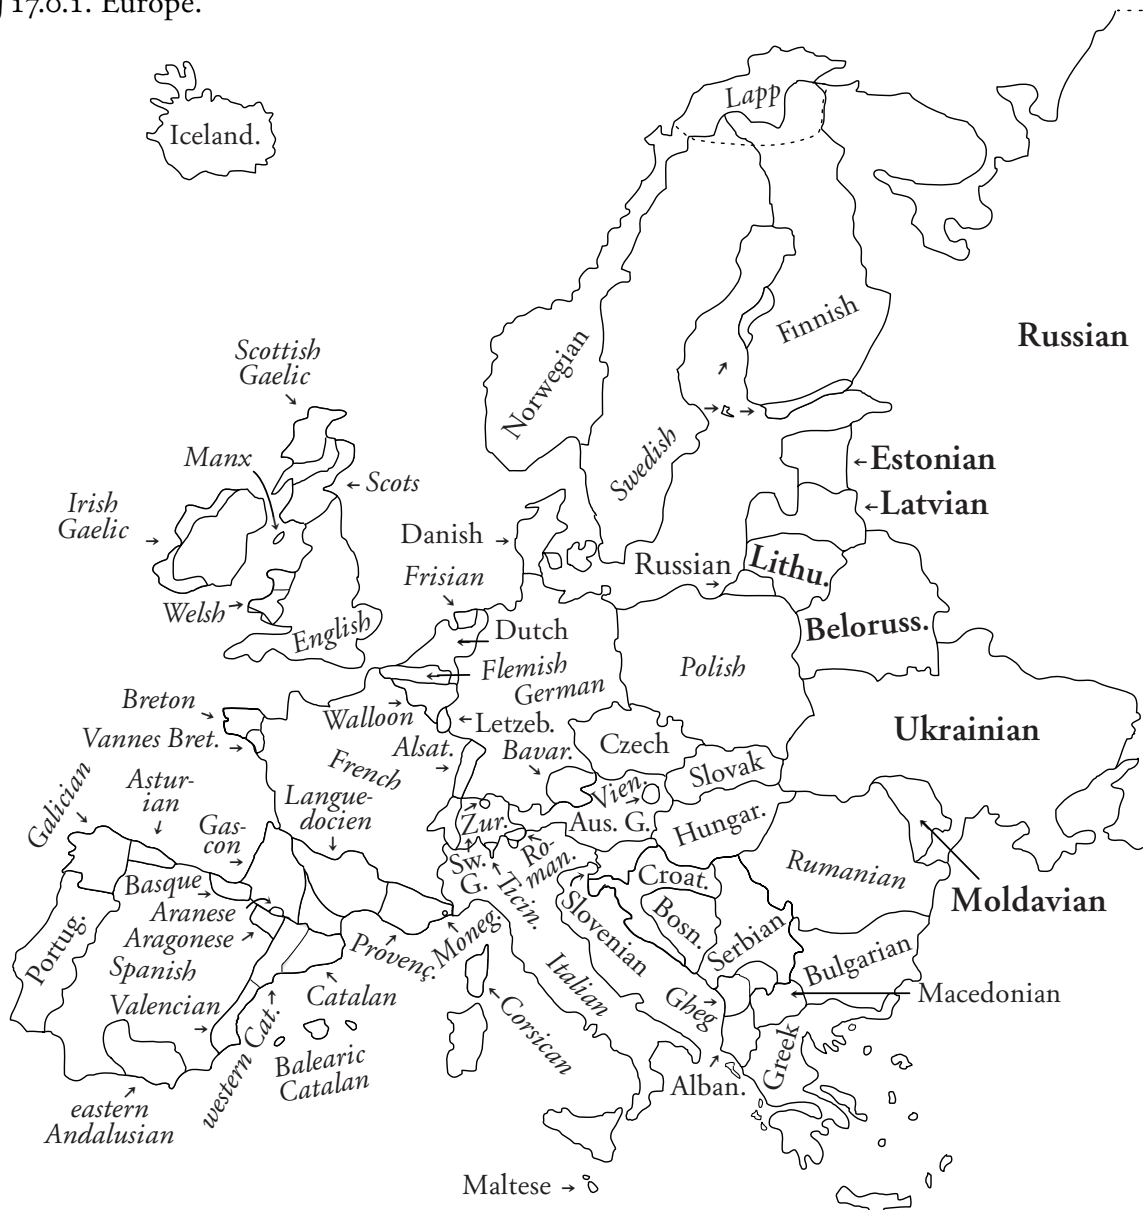 17.0.1. Europe.
Iceland.
Lapp
Finnish
Russian
Norwegian
Swedish
Scottish
Gaelic
Manx
Scots
Irish
Gaelic
Estonian
Latvian
Danish
Frisian
Russian
Lithu.
Welsh
English
Dutch
Beloruss.
Flemish
German
Polish
Breton
Walloon
Letzeb.
Ukrainian
Vannes Bret.
Alsat.
Bavar.
Czech
French
Slovak
Galician
Astur-
ian
Langue-
docien
Vien.
Gas-
con
Zur.
Aus. G.
Hungar.
Sw.
G.
Ro-
man.
Ticin.
Rumanian
Basque
Croat.
Aranese
Aragonese
Moldavian
Portug.
Provenç.
Moneg.
Slovenian
Bosn.
Serbian
Bulgarian
Spanish
Valencian
Catalan
Italian
Gheg
Macedonian
Corsican
western Cat.
Balearic
Catalan
Greek
Alban.
eastern
Andalusian
Maltese